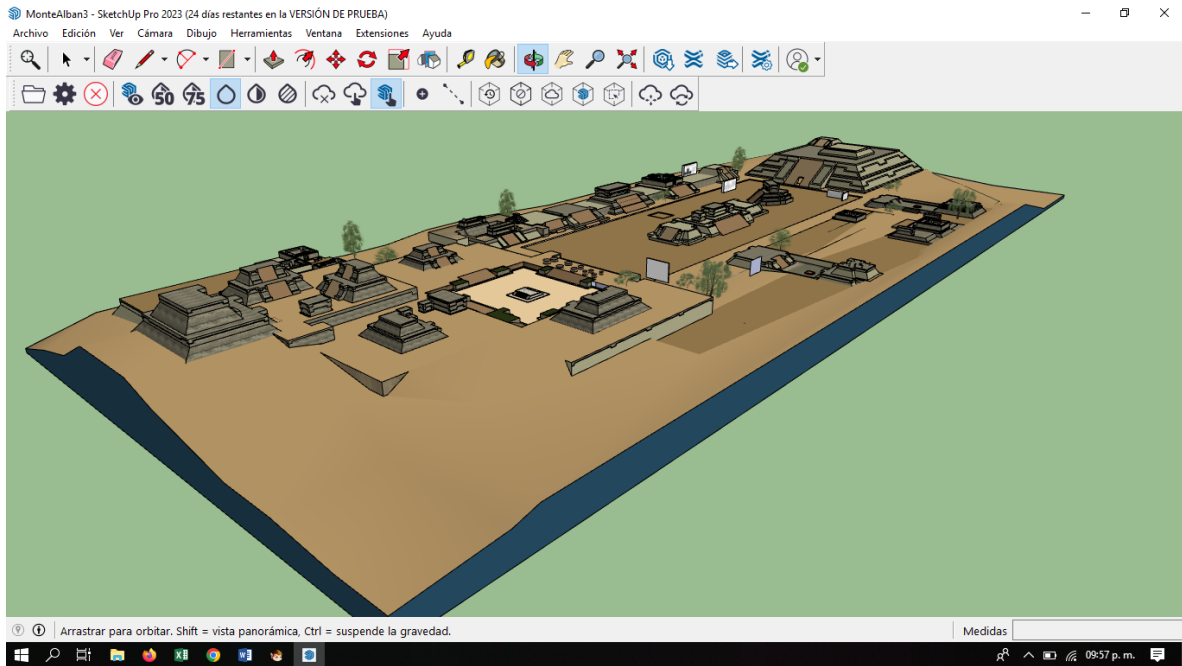 MonteAlban3 - SketchUp Pro 2023 (24 días restantes en la VERSIÓN DE PRUEBA)
Archivo Edición Ver Cámara Dibujo Herramientas Ventana Extensiones Ayuda
50 75
Arrastrar para orbitar. Shift = vista panorámica, Ctrl = suspende la gravedad.
Medidas
09:57 p. m.